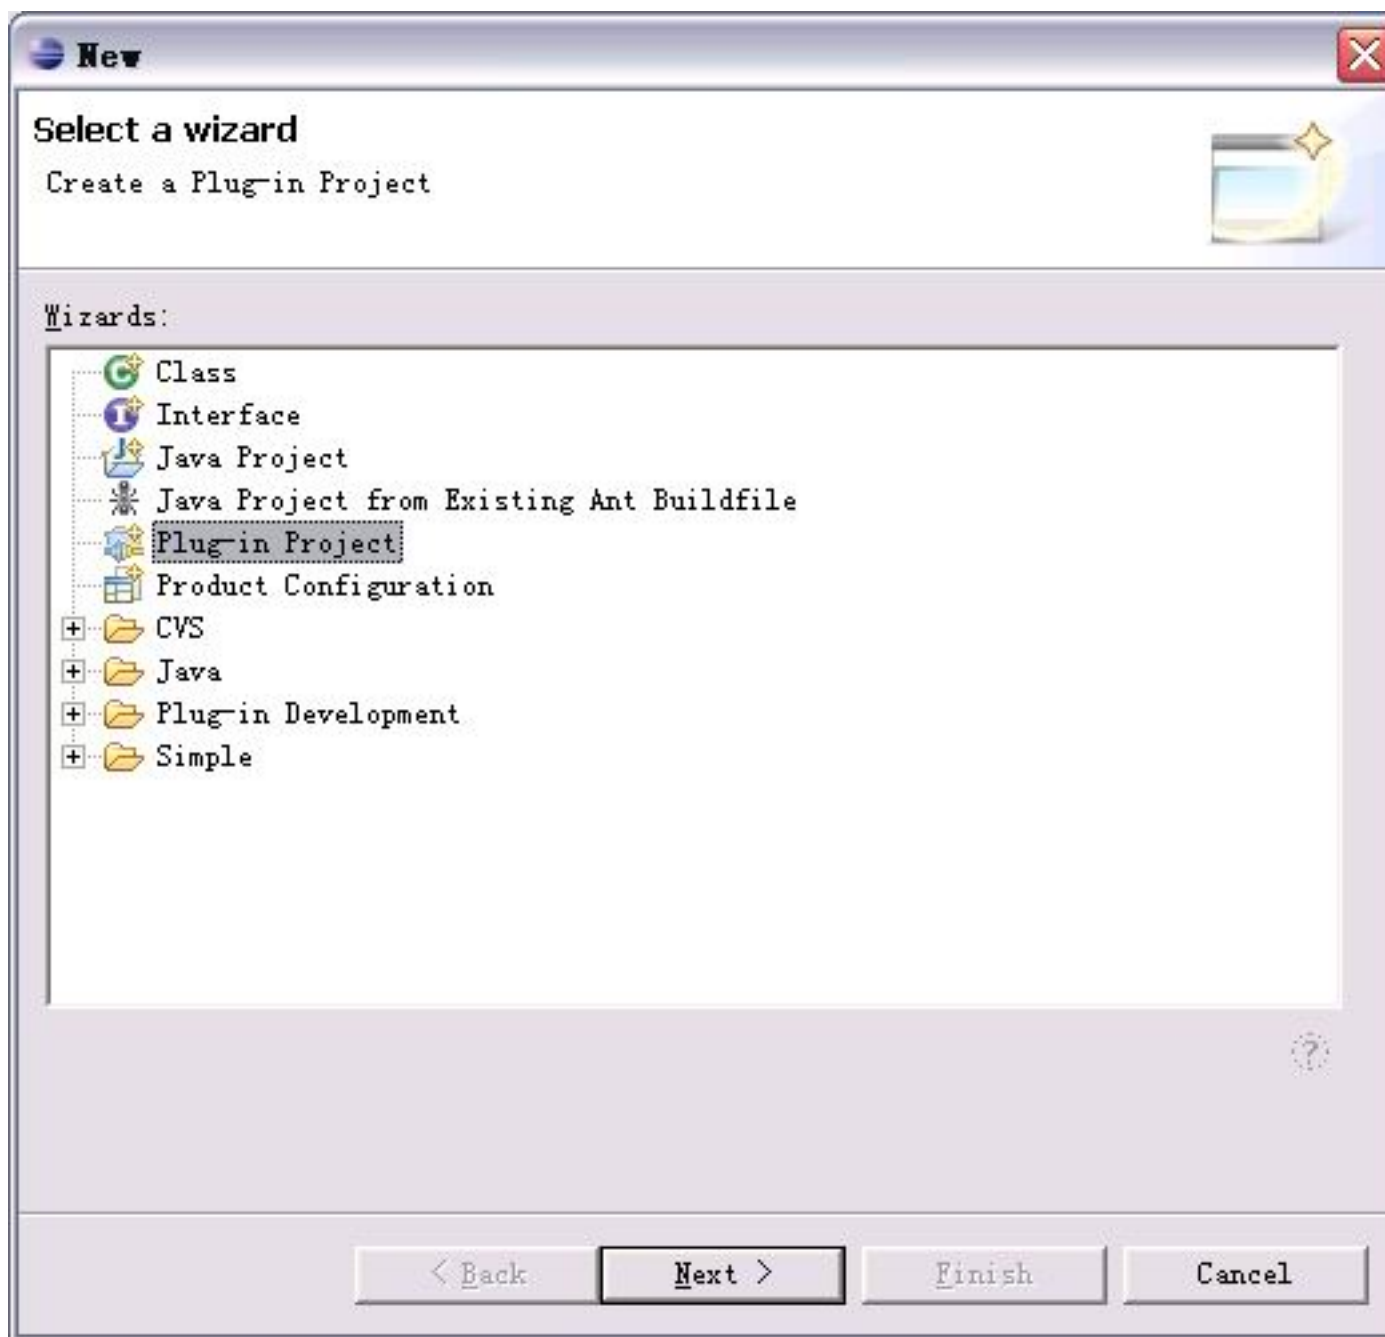 New
Select a wizard
Create a Plug-in Project
Wizards:
Class
Interface
Java Project
Java Project from Existing Ant Buildfile
Plug-in Project
Product Configuration
CVS
Java
Plug-in Development
Simple
?
< Back Next > Finish Cancel